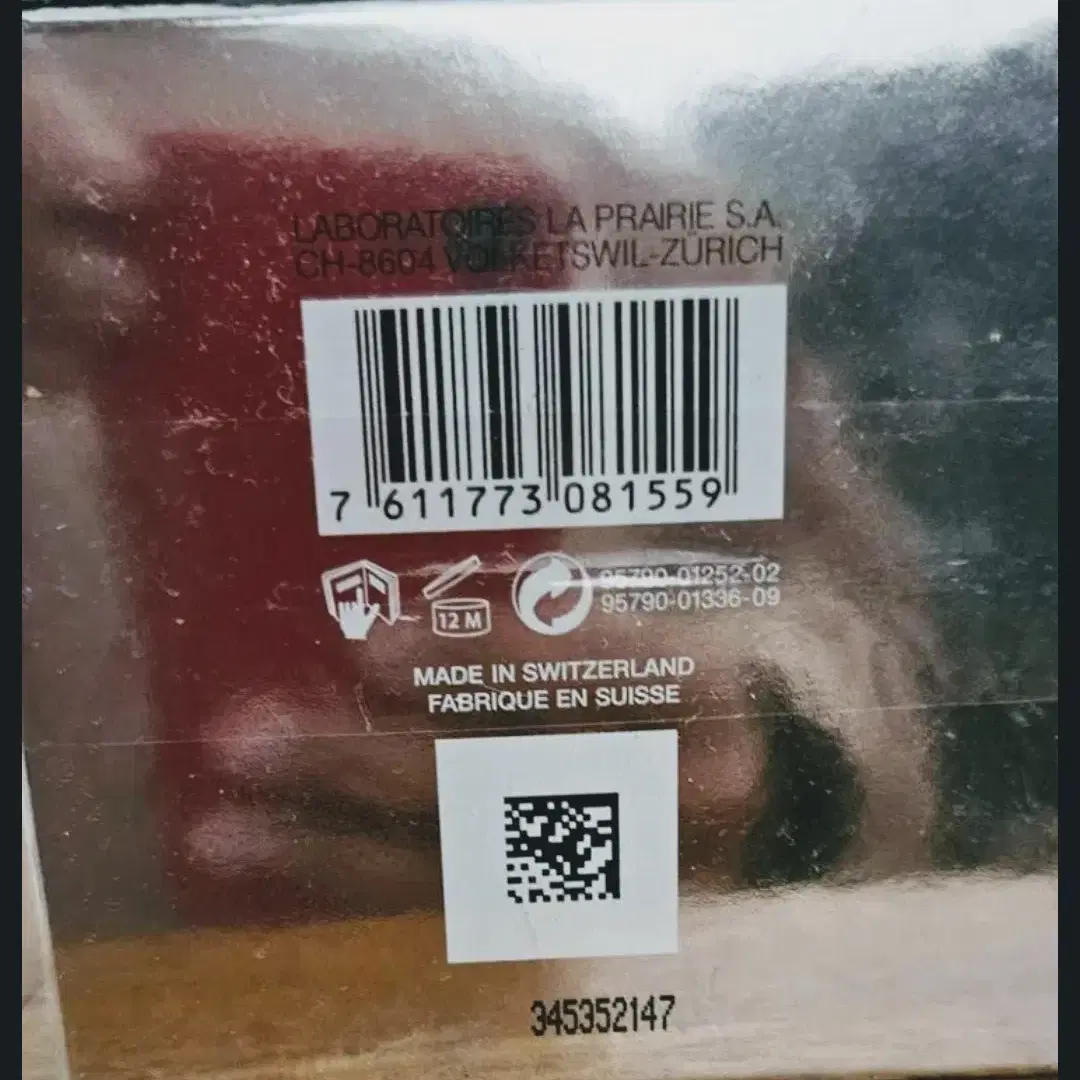 LABORATOIRES LA PRAIRIE S.A.
CH-8604 VOLKETSWIL-ZÜRICH
7 611773 081559
12 M
95790-01252-02
95790-01336-09
MADE IN SWITZERLAND
FABRIQUE EN SUISSE
345352147